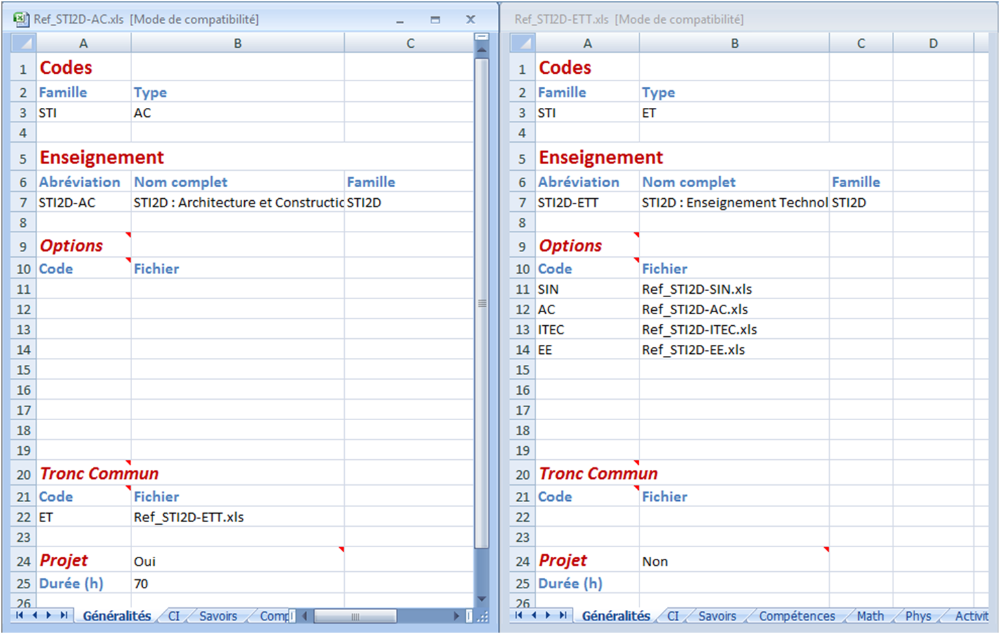 Ref_STI2D-AC.xls [Mode de compatibilité]
A B C
1 Codes
2 Famille Type
3 STI AC
4
5 Enseignement
6 Abréviation Nom complet Famille
7 STI2D-AC STI2D : Architecture et Constructio STI2D
8
9 Options
10 Code Fichier
11
12
13
14
15
16
17
18
19
20 Tronc Commun
21 Code Fichier
22 ET Ref_STI2D-ETT.xls
23
24 Projet Oui
25 Durée (h) 70
26
Généralités CI Savoirs Comp
Ref_STI2D-ETT.xls [Mode de compatibilité]
A B C D
1 Codes
2 Famille Type
3 STI ET
4
5 Enseignement
6 Abréviation Nom complet Famille
7 STI2D-ETT STI2D : Enseignement Technol STI2D
8
9 Options
10 Code Fichier
11 SIN Ref_STI2D-SIN.xls
12 AC Ref_STI2D-AC.xls
13 ITEC Ref_STI2D-ITEC.xls
14 EE Ref_STI2D-EE.xls
15
16
17
18
19
20 Tronc Commun
21 Code Fichier
22
23
24 Projet Non
25 Durée (h)
26
Généralités CI Savoirs Compétences Math Phys Activit